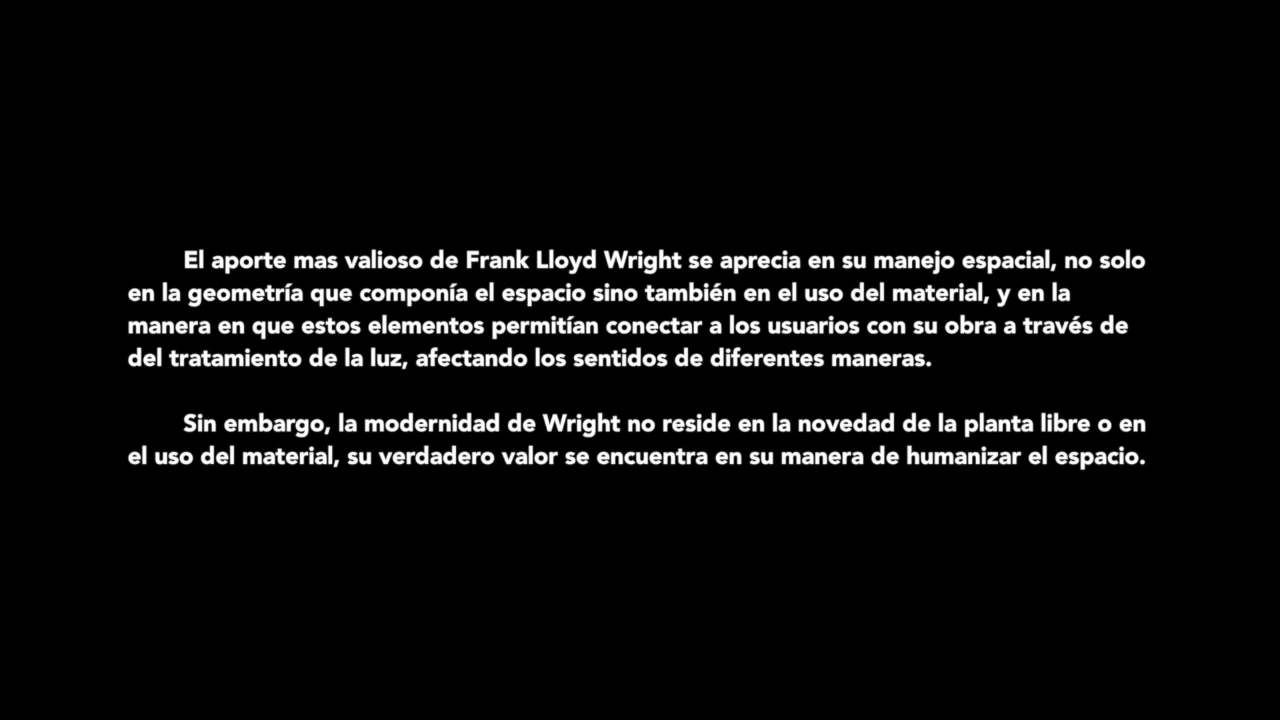 El aporte mas valioso de Frank Lloyd Wright se aprecia en su manejo espacial, no solo
en la geometría que componía el espacio sino también en el uso del material, y en la
manera en que estos elementos permitían conectar a los usuarios con su obra a través de
del tratamiento de la luz, afectando los sentidos de diferentes maneras.
Sin embargo, la modernidad de Wright no reside en la novedad de la planta libre o en
el uso del material, su verdadero valor se encuentra en su manera de humanizar el espacio.